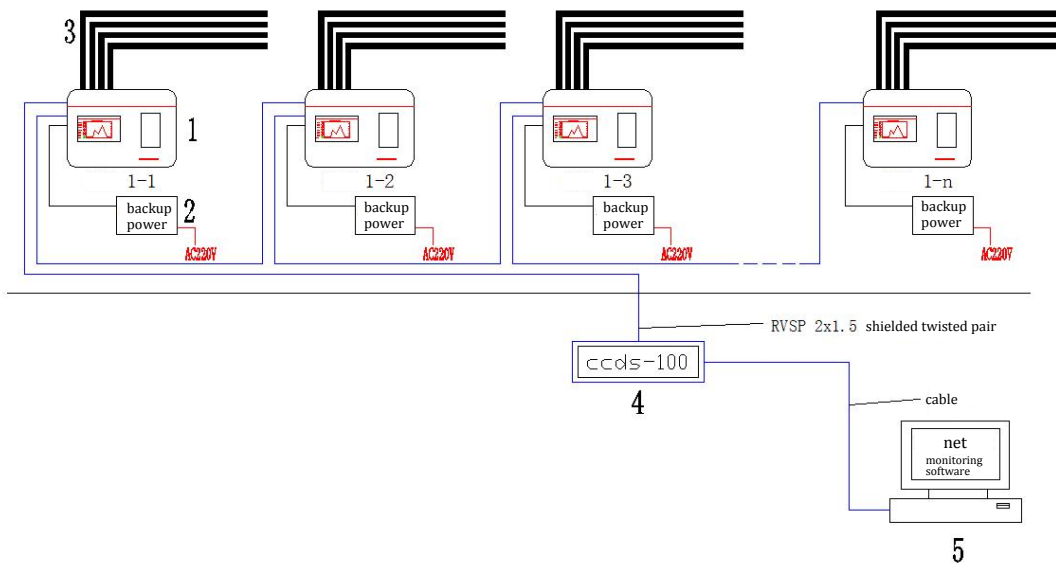 3
1
1-1
1-2
1-3
1-n
2
backup
power
backup
power
backup
power
backup
power
AC220V
AC220V
AC220V
AC220V
RVSP 2x1.5 shielded twisted pair
ccds-100
4
cable
net
monitoring
software
5